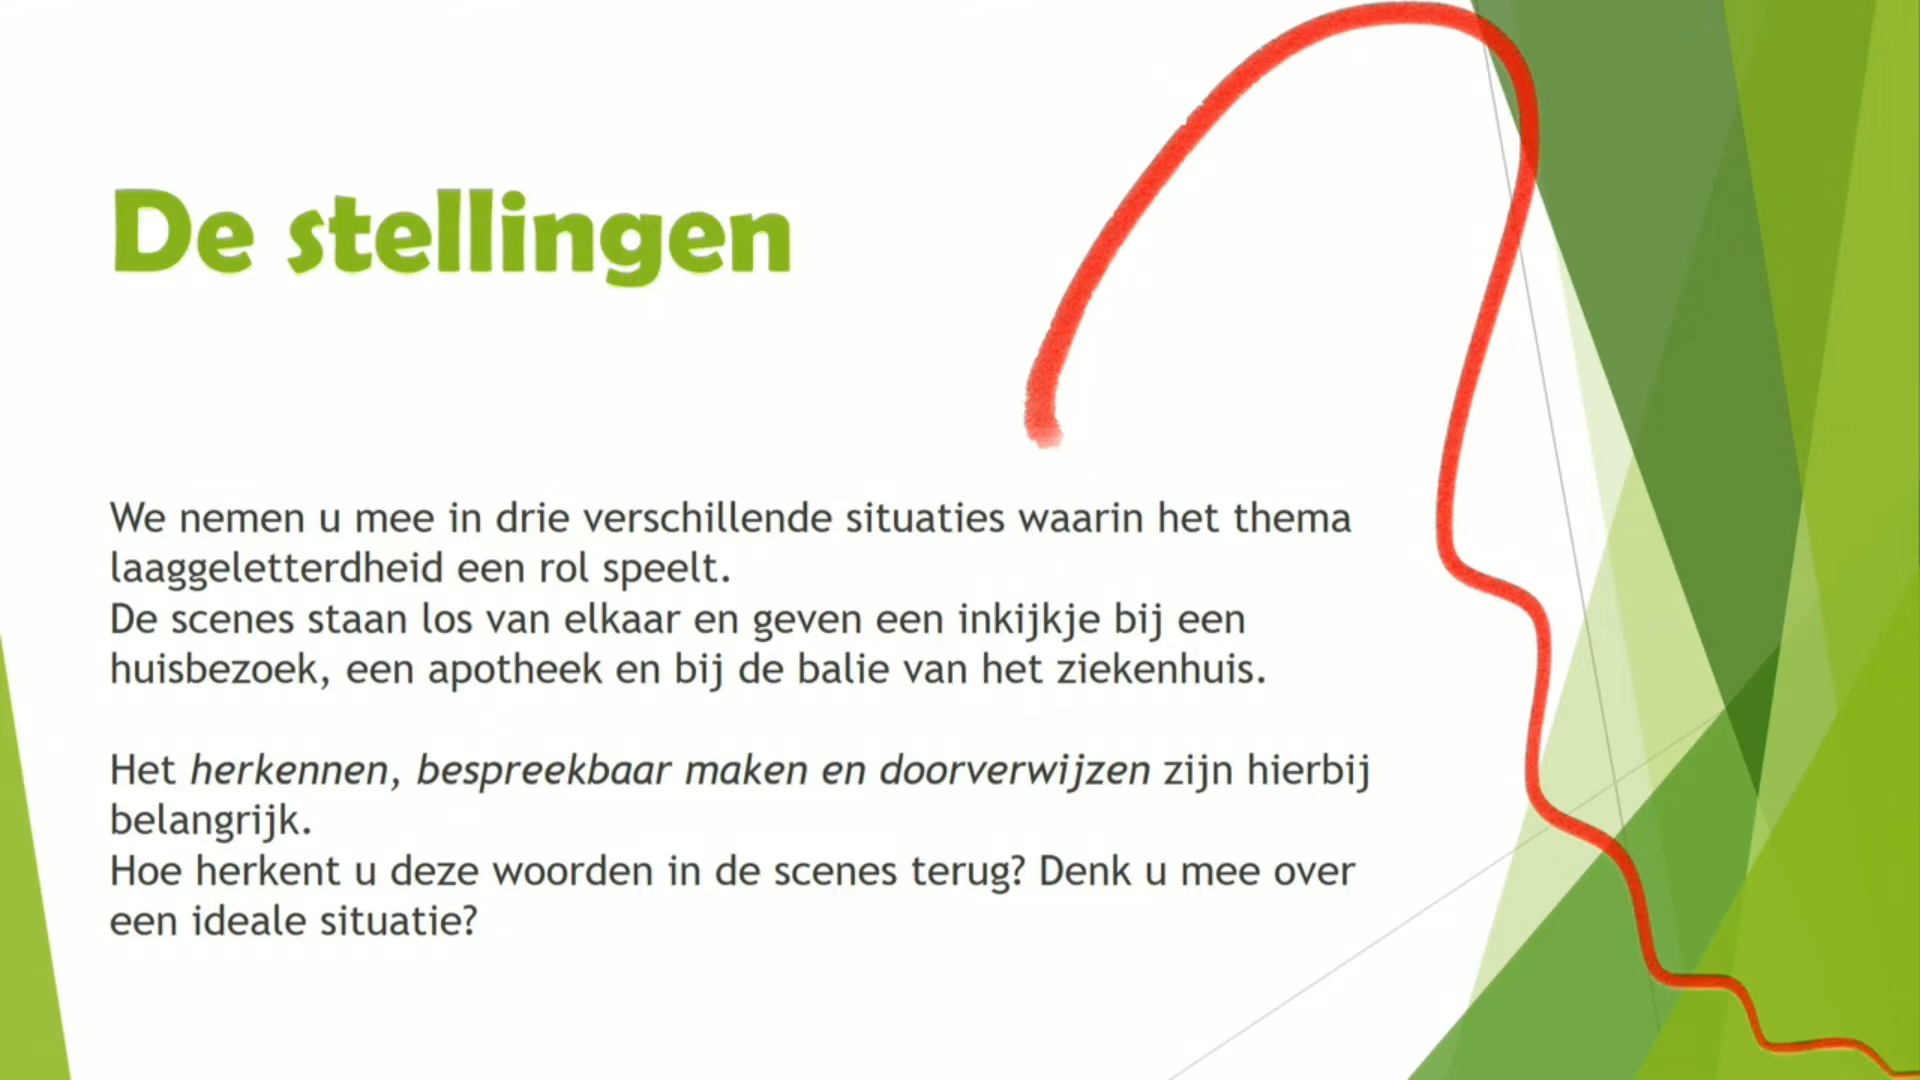 De stellingen
We nemen u mee in drie verschillende situaties waarin het thema
laaggeletterdheid een rol speelt.
De scenes staan los van elkaar en geven een inkijkje bij een
huisbezoek, een apotheek en bij de balie van het ziekenhuis.
Het herkennen, bespreekbaar maken en doorverwijzen zijn hierbij
belangrijk.
Hoe herkent u deze woorden in de scenes terug? Denk u mee over
een ideale situatie?